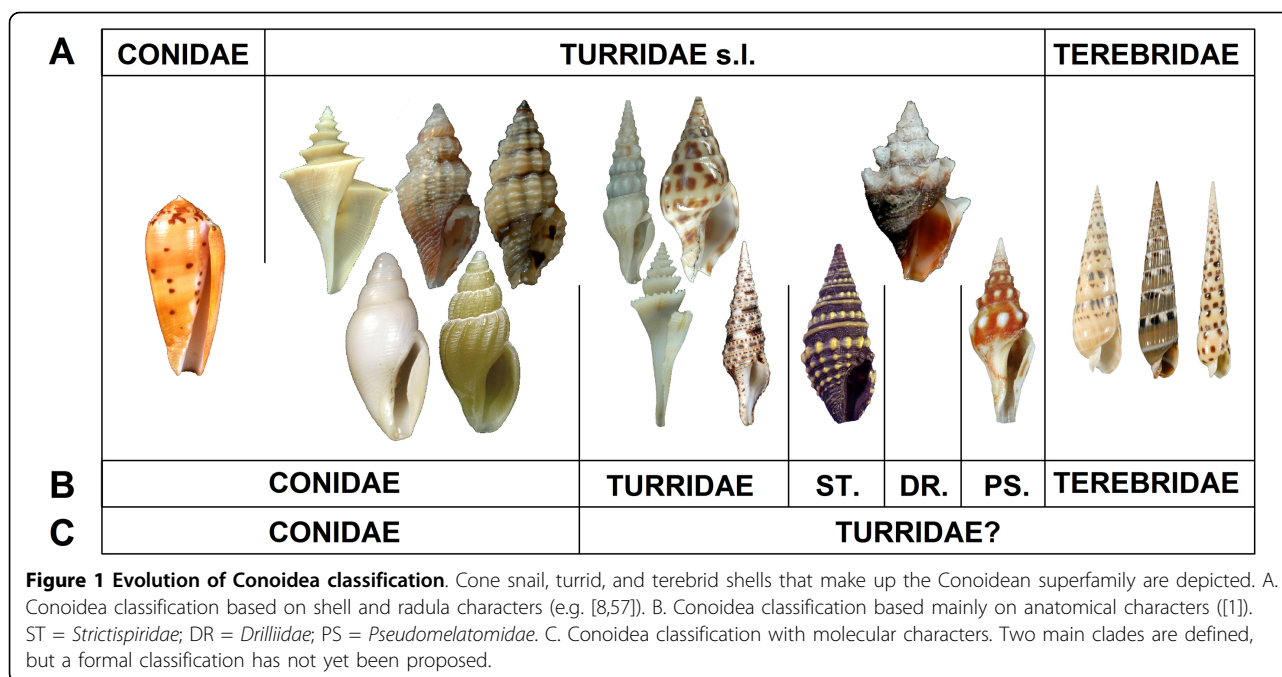 A CONIDAE TURRIDAE s.l. TEREBRIDAE
B CONIDAE TURRIDAE ST. DR. PS. TEREBRIDAE
C CONIDAE TURRIDAE?
Figure 1 Evolution of Conoidea classification. Cone snail, turrid, and terebrid shells that make up the Conoidean superfamily are depicted. A.
Conoidea classification based on shell and radula characters (e.g. [8,57]). B. Conoidea classification based mainly on anatomical characters ([1]).
ST = Strictispiridae; DR = Drilliidae; PS = Pseudomelatomidae. C. Conoidea classification with molecular characters. Two main clades are defined,
but a formal classification has not yet been proposed.